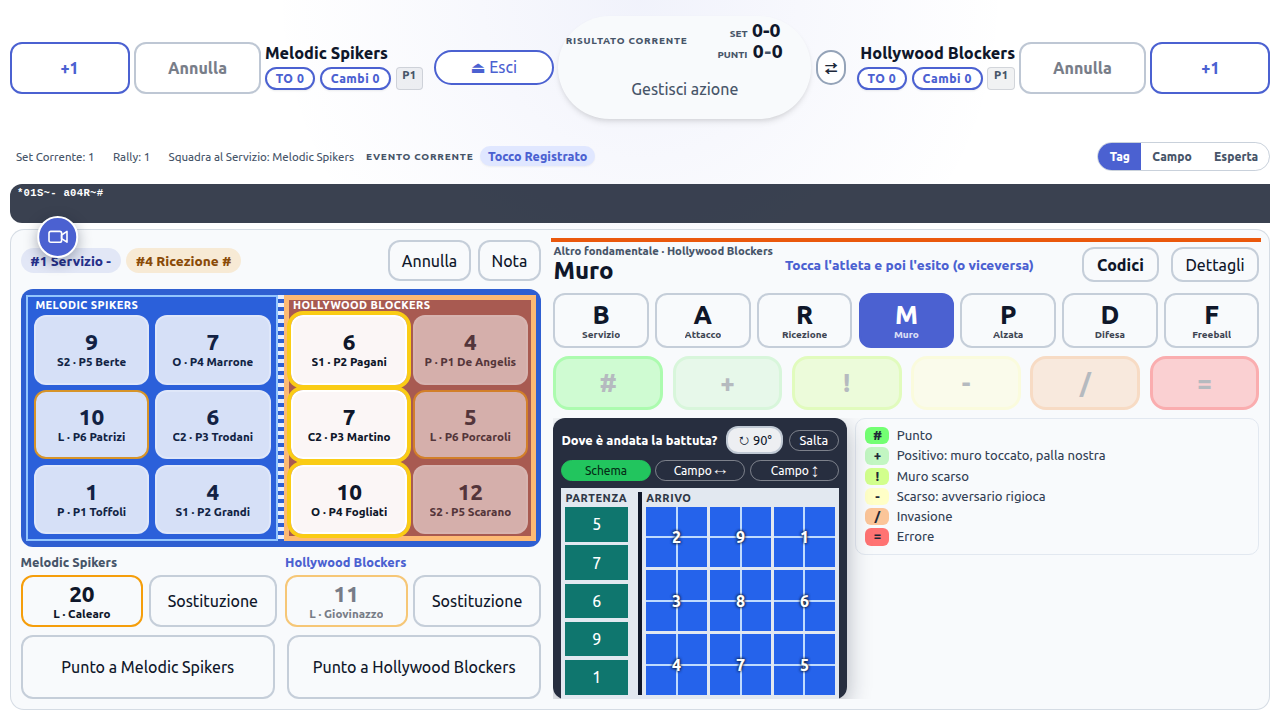 +1
Annulla
Melodic Spikers
TO 0
Cambi 0
P1
⏏ Esci
RISULTATO CORRENTE
SET 0-0
PUNTI 0-0
Gestisci azione
⇄
Hollywood Blockers
TO 0
Cambi 0
P1
Annulla
+1
Set Corrente: 1
Rally: 1
Squadra al Servizio: Melodic Spikers
EVENTO CORRENTE
Tocco Registrato
Tag
Campo
Esperta
*01S~- a04R~#
#1 Servizio -
#4 Ricezione #
Annulla
Nota
MELODIC SPIKERS
9
S2 · P5 Berte
7
O · P4 Marrone
10
L · P6 Patrizi
6
C2 · P3 Trodani
1
P · P1 Toffoli
4
S1 · P2 Grandi
HOLLYWOOD BLOCKERS
6
S1 · P2 Pagani
4
P · P1 De Angelis
7
C2 · P3 Martino
5
L · P6 Porcaroli
10
O · P4 Fogliati
12
S2 · P5 Scarano
Melodic Spikers
20
L · Calearo
Sostituzione
Hollywood Blockers
11
L · Giovinazzo
Sostituzione
Punto a Melodic Spikers
Punto a Hollywood Blockers
Altro fondamentale · Hollywood Blockers
Muro
Tocca l'atleta e poi l'esito (o viceversa)
Codici
Dettagli
B
Servizio
A
Attacco
R
Ricezione
M
Muro
P
Alzata
D
Difesa
F
Freeball
#
+
!
-
/
=
Dove è andata la battuta?
↻ 90°
Salta
Schema
Campo ↔
Campo ↕
PARTENZA
5
7
6
9
1
ARRIVO
2 9 1
3 8 6
4 7 5
# Punto
+ Positivo: muro toccato, palla nostra
! Muro scarso
- Scarso: avversario rigioca
/ Invasione
= Errore